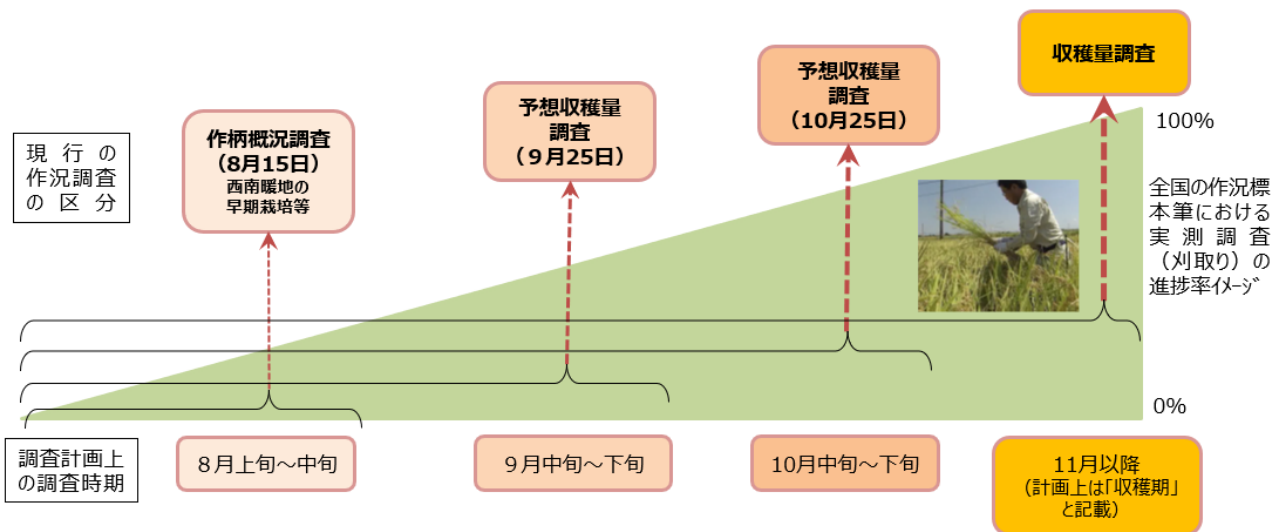 現行の
作況調査
の区分
作柄概況調査
（8月15日）
西南暖地の
早期栽培等
予想収穫量
調査
（９月25日）
予想収穫量
調査
（10月25日）
収穫量調査
100%
全国の作況標
本筆における
実測調査
（刈取り）の
進捗率ｲﾒｰｼﾞ
0%
調査計画上
の調査時期
８月上旬～中旬
９月中旬～下旬
10月中旬～下旬
11月以降
（計画上は「収穫期」
と記載）